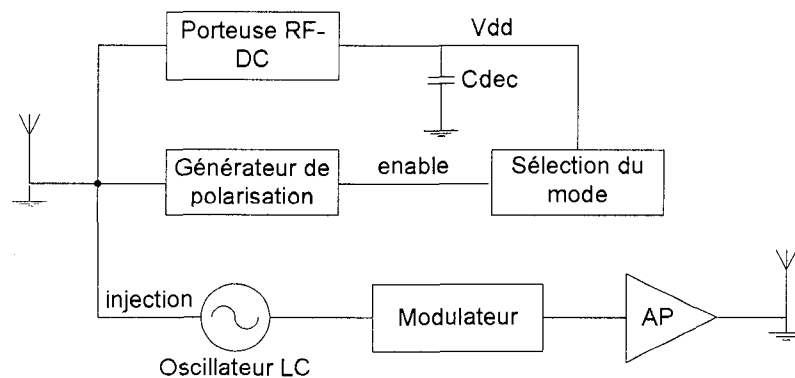 Porteuse RF-
DC
Vdd
Cdec
Générateur de
polarisation
enable
Sélection du
mode
injection
Modulateur
AP
Oscillateur LC